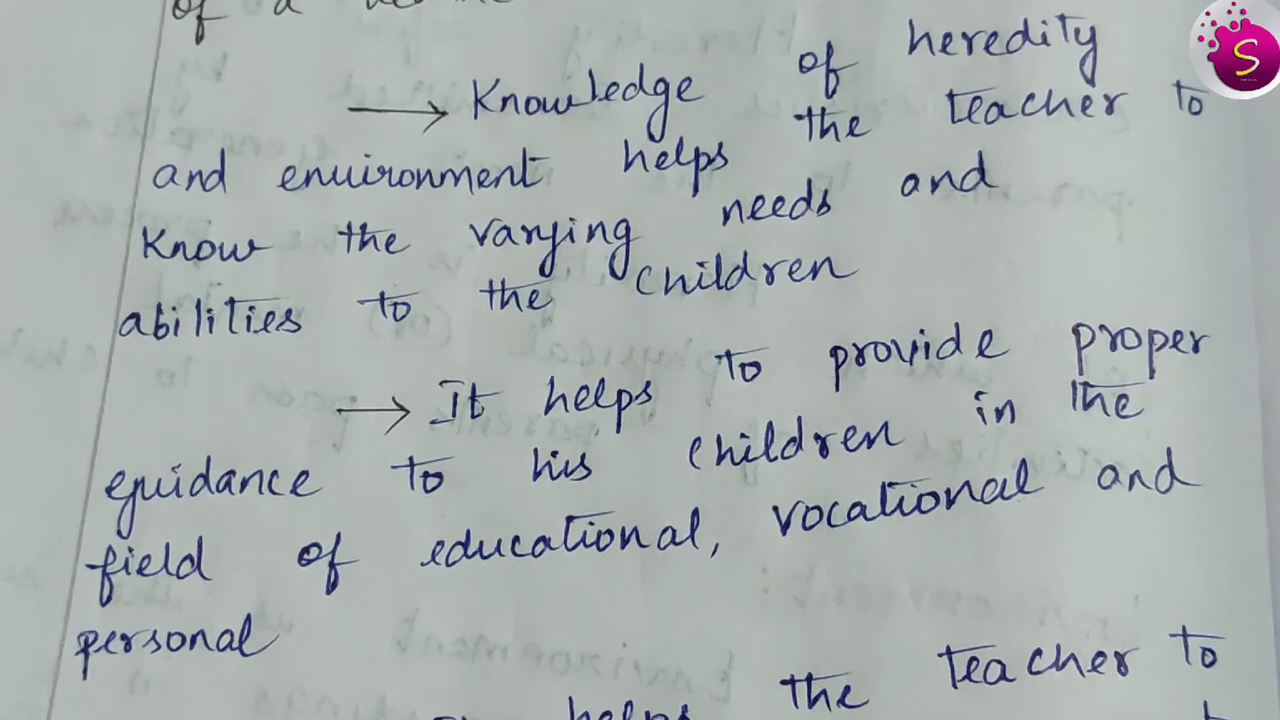 of a
→ Knowledge of heredity
and environment helps the teacher to
Know the varying needs and
abilities to the children
→ It helps to provide proper
guidance to his children in the
field of educational, vocational and
personal
helps the teacher to
S